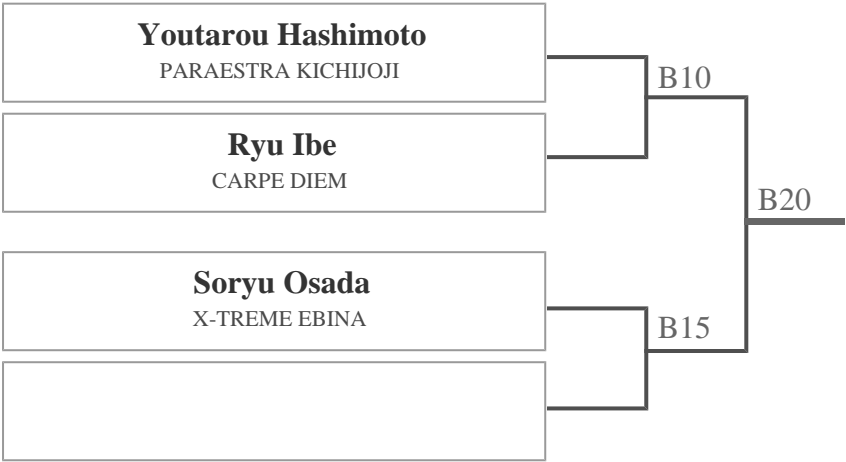 Youtarou Hashimoto
PARAESTRA KICHIJOJI
B10
Ryu Ibe
CARPE DIEM
B20
Soryu Osada
X-TREME EBINA
B15